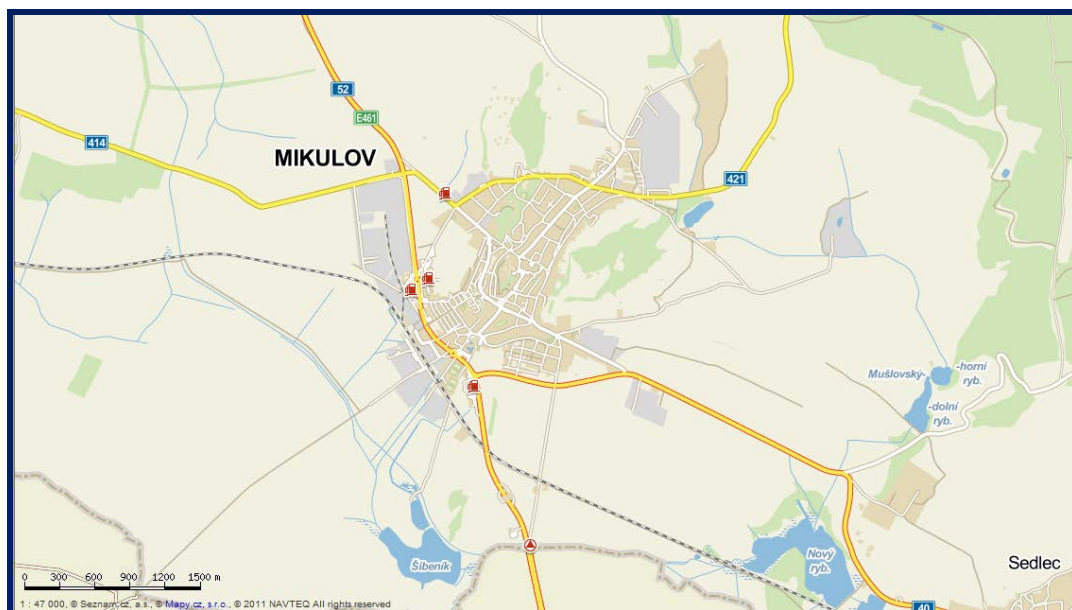 52
E461
414
MIKULOV
421
Mušlovský-
-horní
ryb.
-dolní
ryb.
Šibeník
Nový
ryb.
Sedlec
40
0 300 600 900 1200 1500 m
1 : 47 000, © Seznam.cz, a.s., © Mapy.cz, s.r.o., © 2011 NAVTEQ All rights reserved